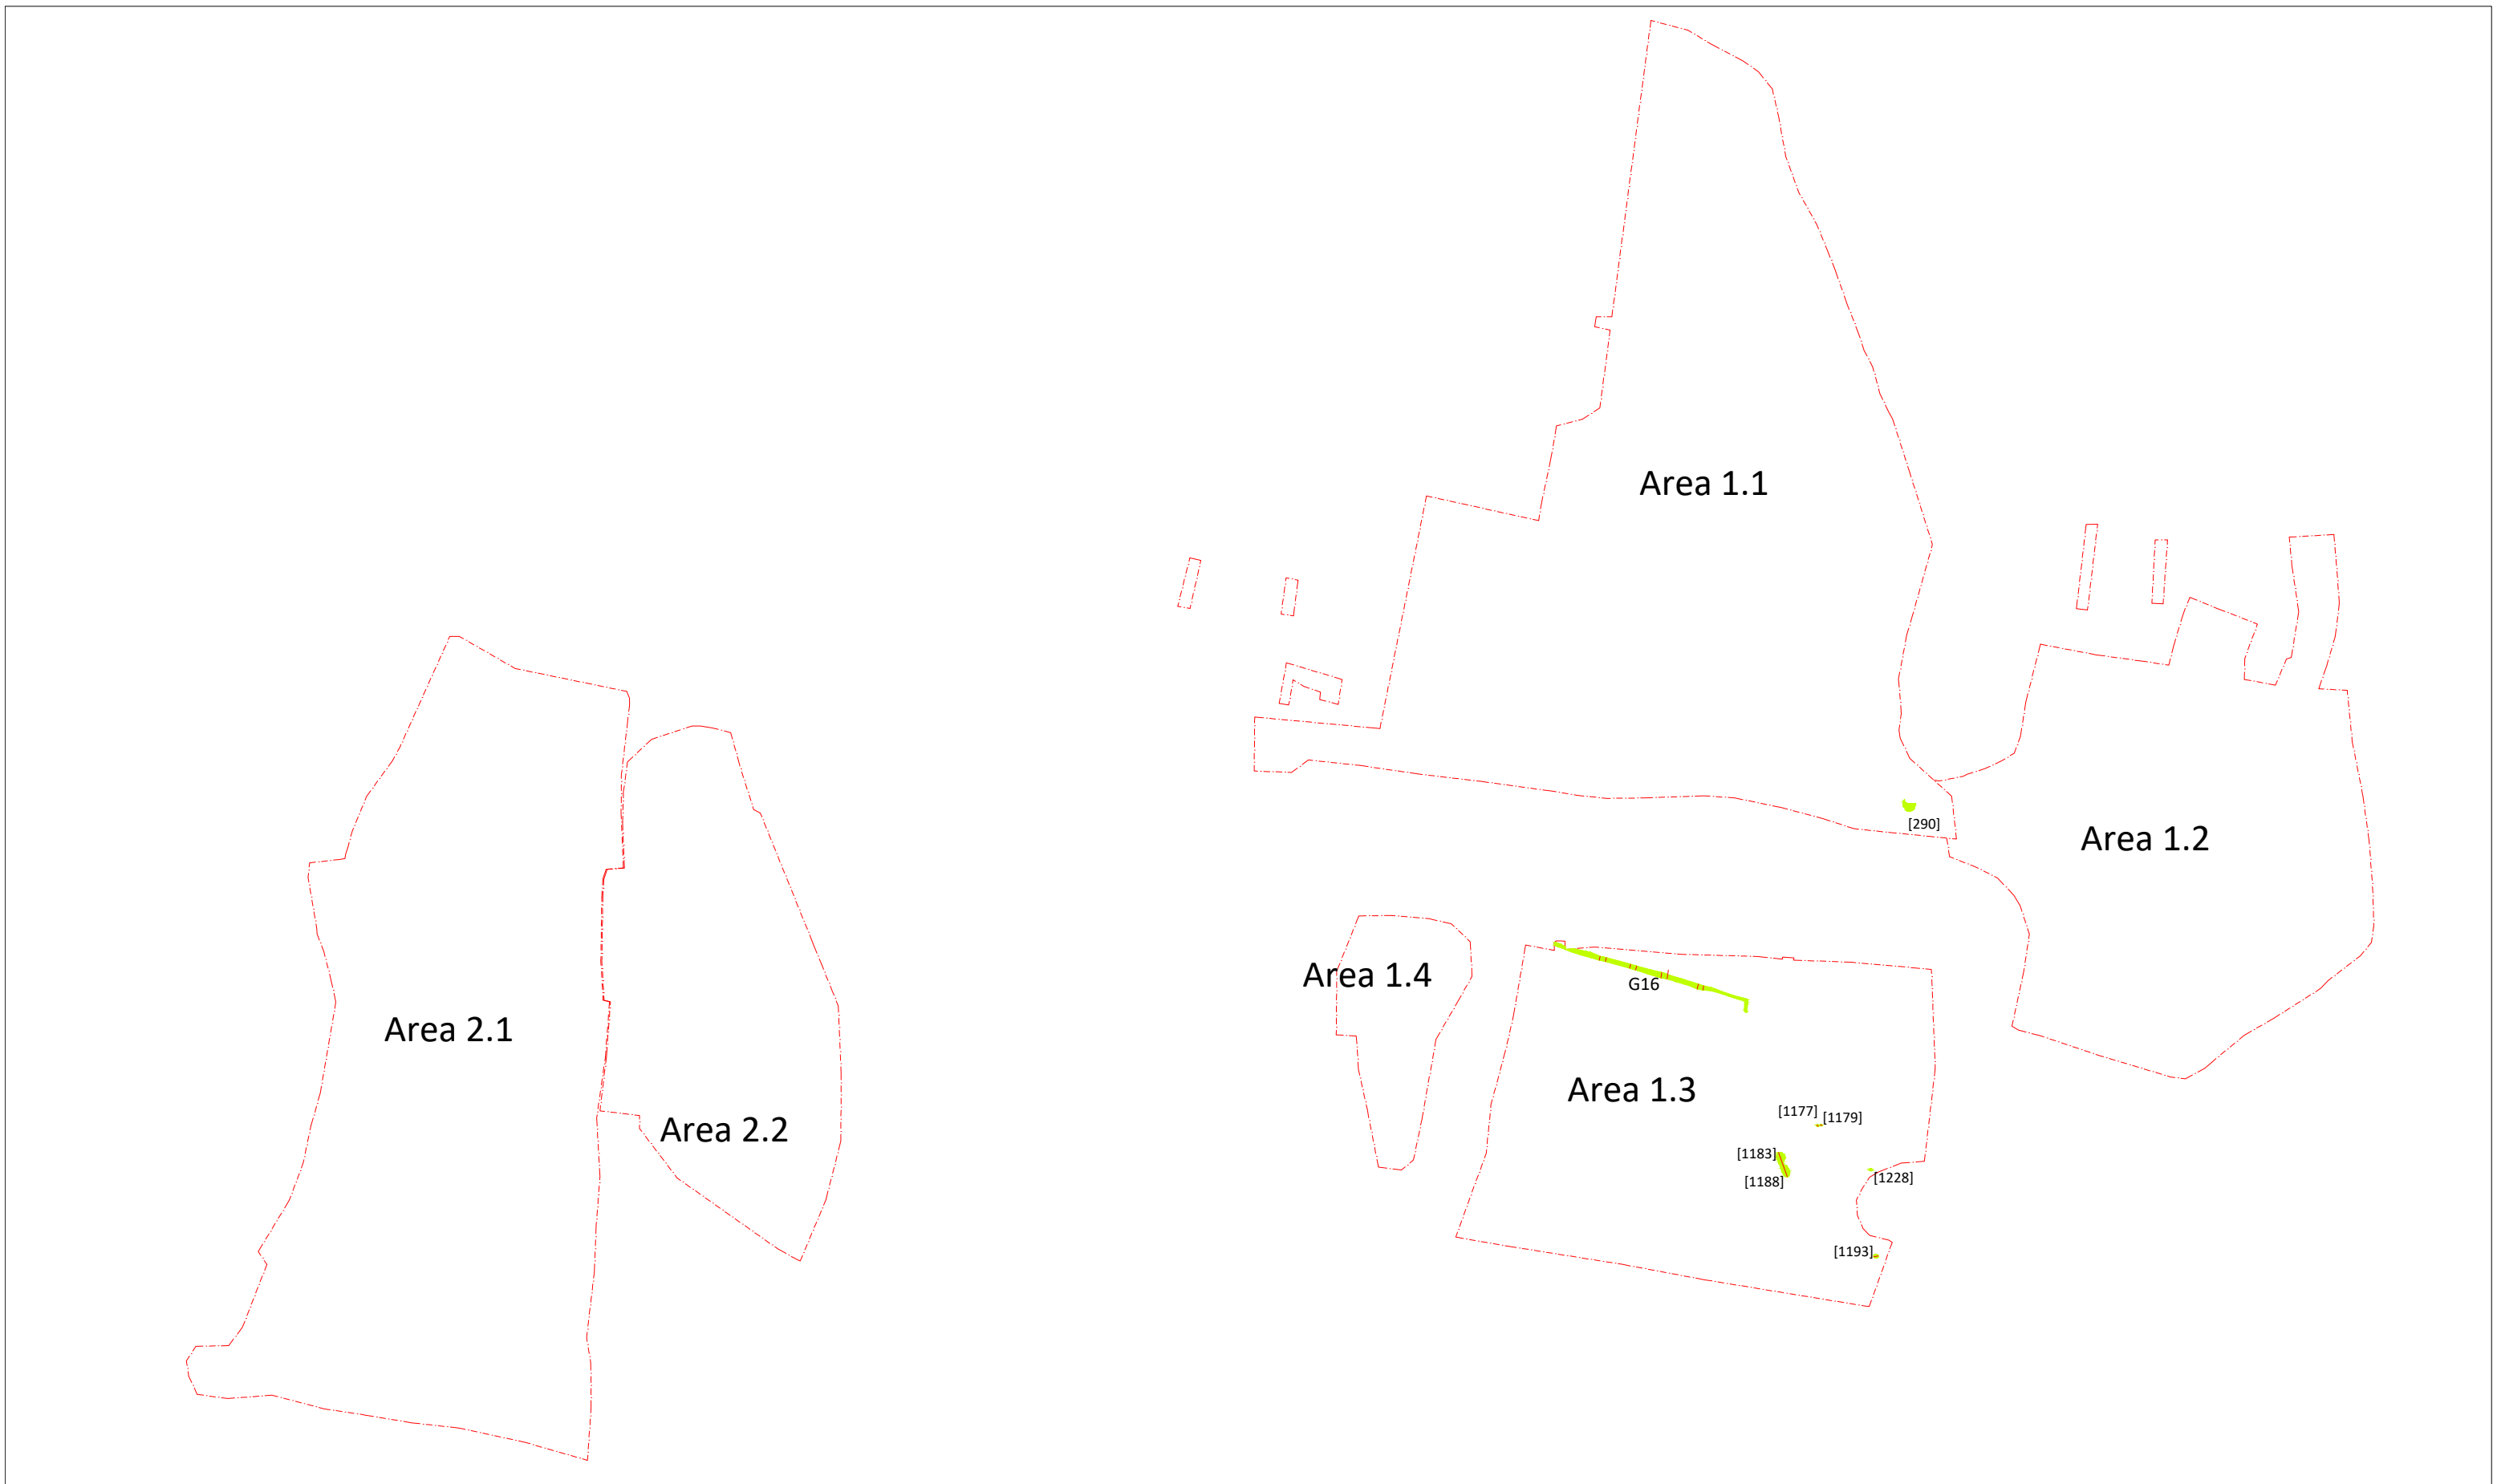 Area 1.1
[290]
Area 1.2
Area 1.4
G16
Area 2.1
Area 1.3
[1177]
[1179]
Area 2.2
[1183]
[1188]
[1228]
[1193]